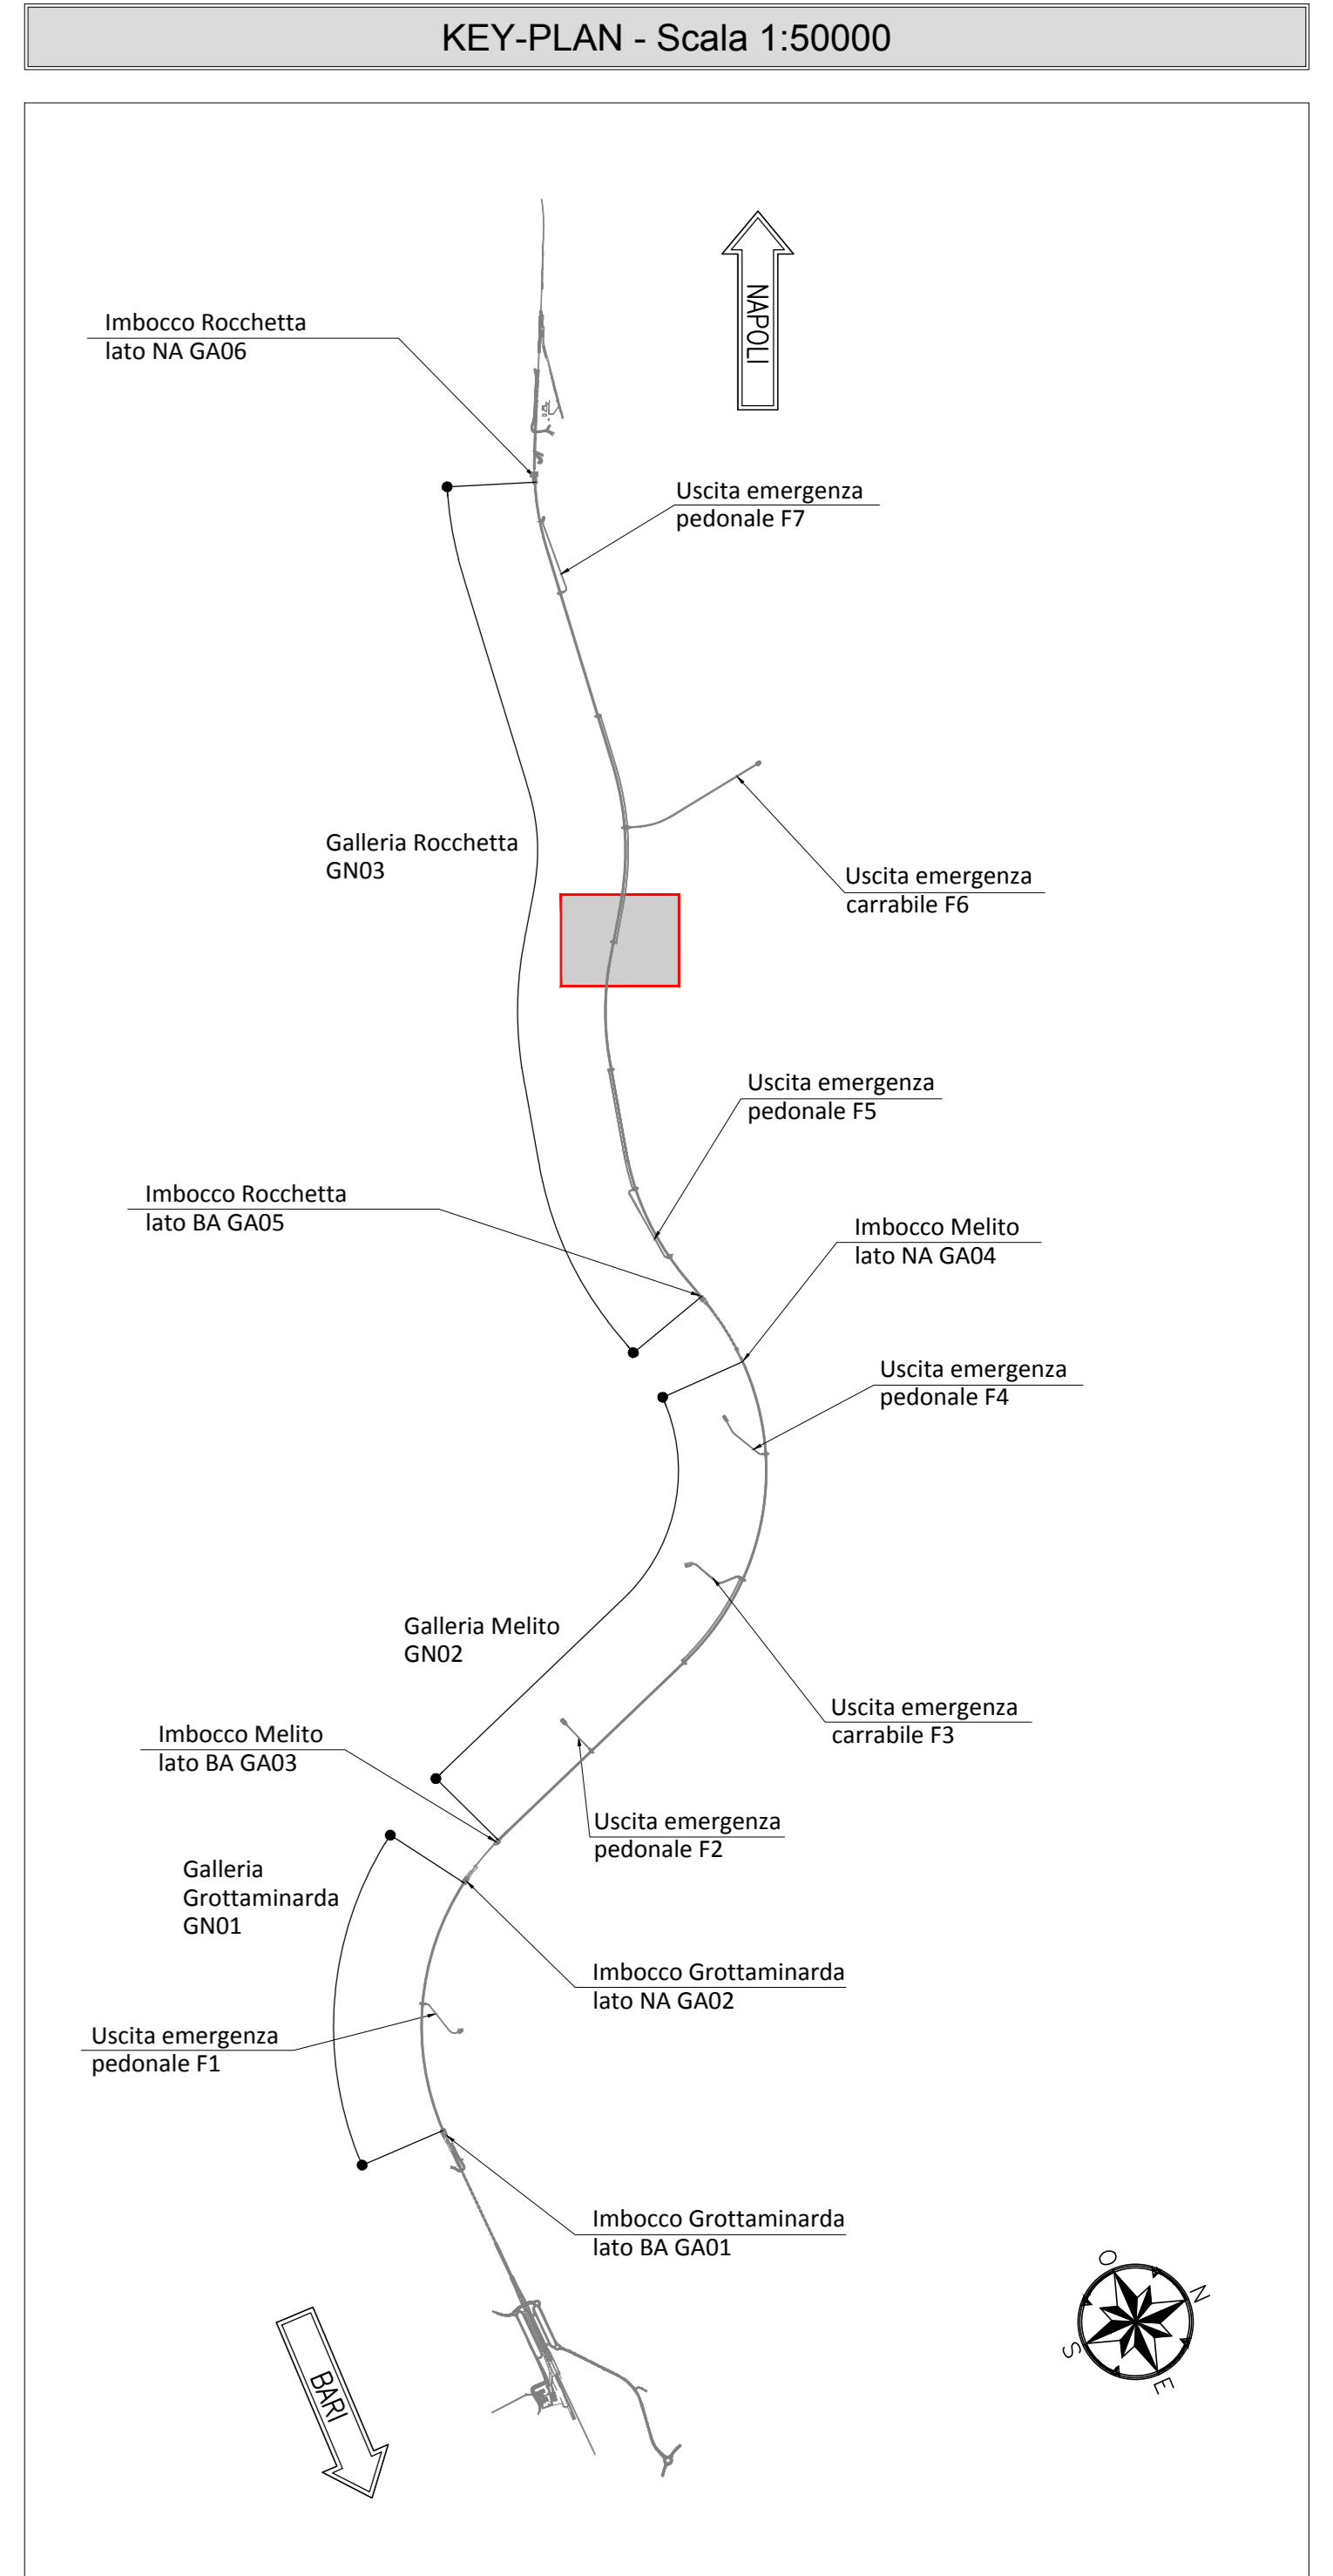 KEY-PLAN - Scala 1:50000
NAPOLI
Imbocco Rocchetta
lato NA GA06
Uscita emergenza
pedonale F7
Galleria Rocchetta
GN03
Uscita emergenza
carrabile F6
Uscita emergenza
pedonale F5
Imbocco Rocchetta
lato BA GA05
Imbocco Melito
lato NA GA04
Uscita emergenza
pedonale F4
Galleria Melito
GN02
Uscita emergenza
carrabile F3
Imbocco Melito
lato BA GA03
Uscita emergenza
pedonale F2
Galleria
Grottaminarda
GN01
Imbocco Grottaminarda
lato NA GA02
Uscita emergenza
pedonale F1
Imbocco Grottaminarda
lato BA GA01
BARI
O
N
S
E